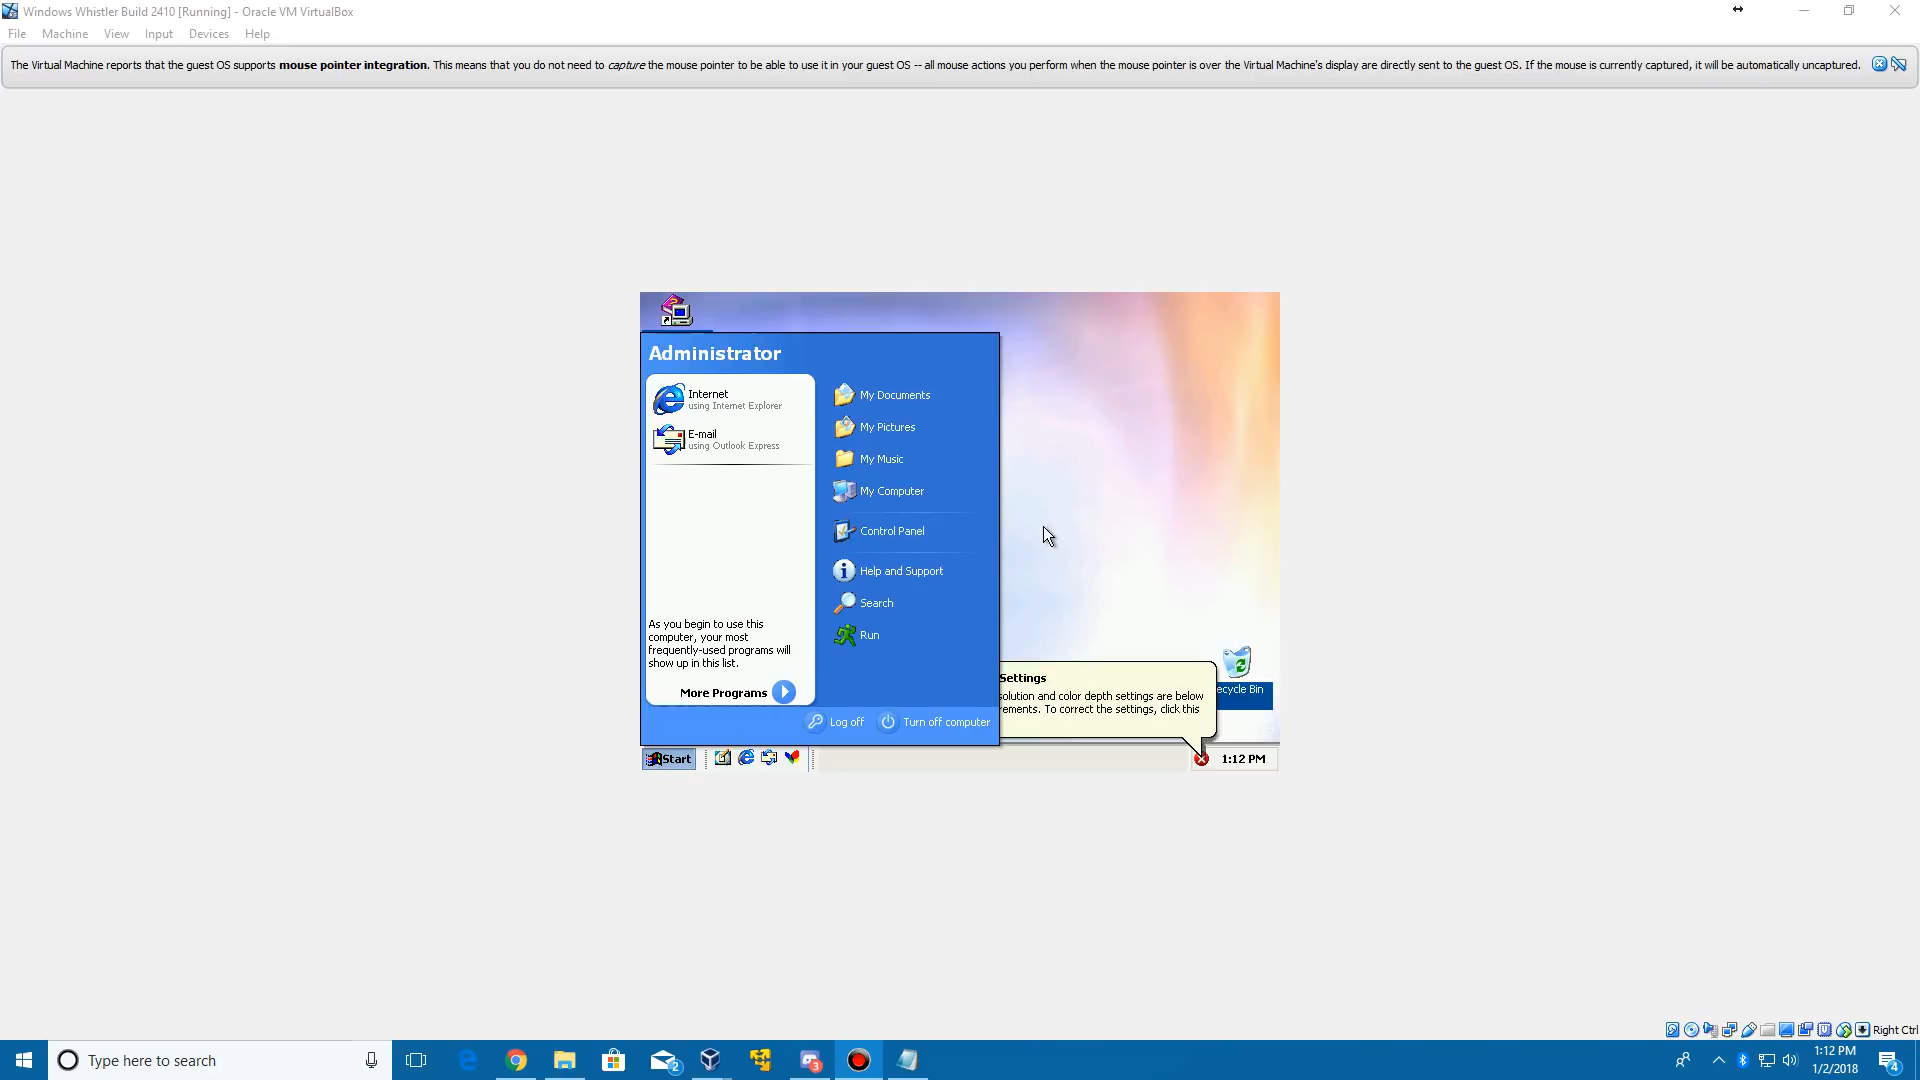 Windows Whistler Build 2410 [Running] - Oracle VM VirtualBox
File Machine View Input Devices Help
The Virtual Machine reports that the guest OS supports mouse pointer integration. This means that you do not need to capture the mouse pointer to be able to use it in your guest OS -- all mouse actions you perform when the mouse pointer is over the Virtual Machine's display are directly sent to the guest OS. If the mouse is currently captured, it will be automatically uncaptured.
Administrator
Internet
using Internet Explorer
E-mail
using Outlook Express
As you begin to use this
computer, your most
frequently-used programs will
show up in this list.
More Programs
My Documents
My Pictures
My Music
My Computer
Control Panel
Help and Support
Search
Run
Log off Turn off computer
Settings
solution and color depth settings are below
rements. To correct the settings, click this
ecycle Bin
Start
1:12 PM
Right Ctrl
Type here to search
2
3
1:12 PM
1/2/2018
4